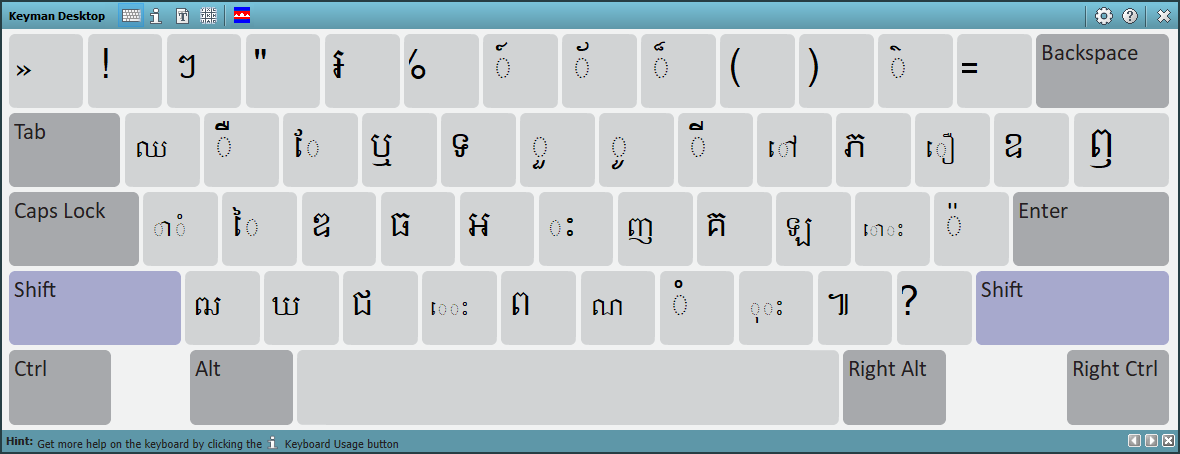 Keyman Desktop
» ! ៗ " ៛ % ៍ ័ ៏ ( ) ៎ = Backspace
Tab ឈ ឺ ែ ឬ ទ ួ ូ ី ៅ ភ ឿ ឧ ឭ
Caps Lock ាំ ៃ ឌ ធ អ ះ ញ គ ឡ ោះ ៉ Enter
Shift ឍ ឃ ជ េះ ព ណ ំ ុះ ៕ ? Shift
Ctrl Alt Right Alt Right Ctrl
Hint: Get more help on the keyboard by clicking the Keyboard Usage button